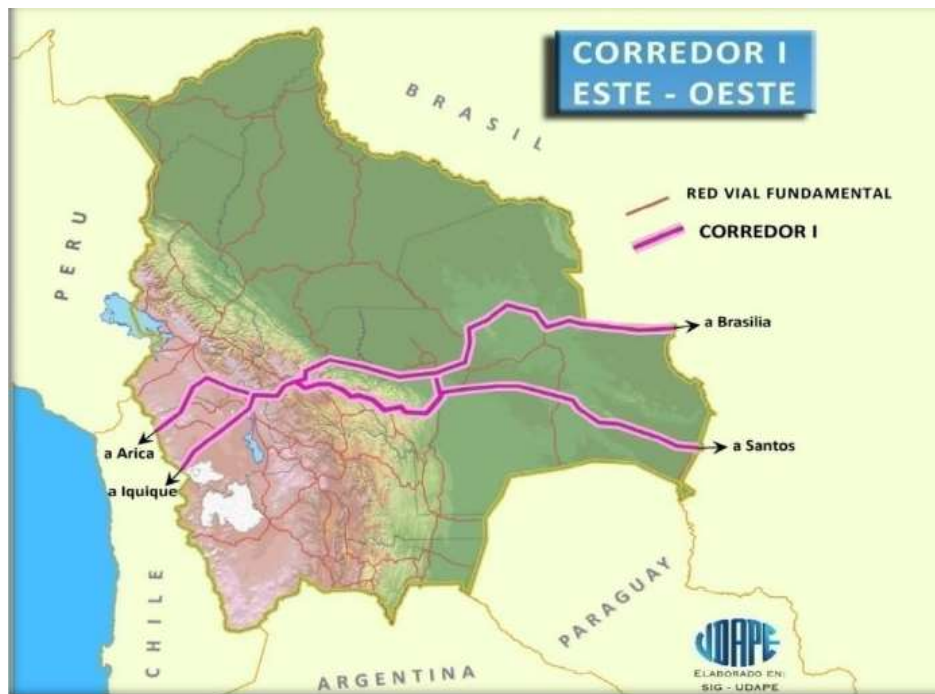 CORREDOR I
ESTE - OESTE
BRASIL
RED VIAL FUNDAMENTAL
CORREDOR I
PERU
a Brasilia
a Santos
a Arica
a Iquique
CHILE
PARAGUAY
ARGENTINA
UDAPE
ELABORADO EN:
SIG - UDAPE